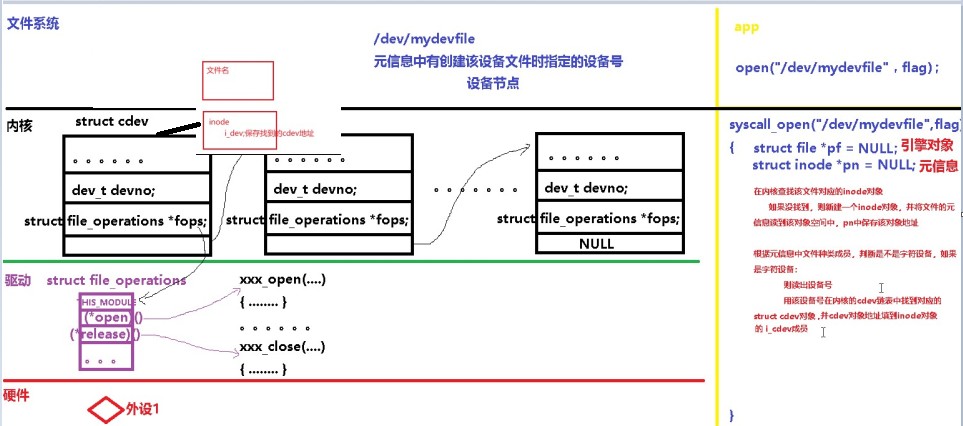 文件系统
/dev/mydevfile
元信息中有创建该设备文件时指定的设备号
设备节点
文件名
app
open("/dev/mydevfile" , flag) ;
内核
struct cdev
inode
i_dev;保存找到的cdev地址
。。。。。。
dev_t devno;
struct file_operations *fops;
。。。。。。
dev_t devno;
struct file_operations *fops;
。。。。。。
。。。。。。
dev_t devno;
struct file_operations *fops;
NULL
syscall_open("/dev/mydevfile",flag)
{ struct file *pf = NULL; 引擎对象
struct inode *pn = NULL; 元信息
在内核查找该文件对应的inode对象
如果没找到，则新建一个inode对象，并将文件的元
信息读到该对象空间中，pn中保存该对象地址
根据元信息中文件种类成员，判断是不是字符设备，如果
是字符设备：
则读出设备号
用该设备号在内核的cdev链表中找到对应的
struct cdev对象,并cdev对象地址填到inode对象
的 i_cdev成员
}
驱动 struct file_operations
THIS_MODULE
(*open) ()
(*release) ()
。。。
xxx_open(....)
{ ........ }
。。。。。。
xxx_close(....)
{ ........ }
硬件
外设1